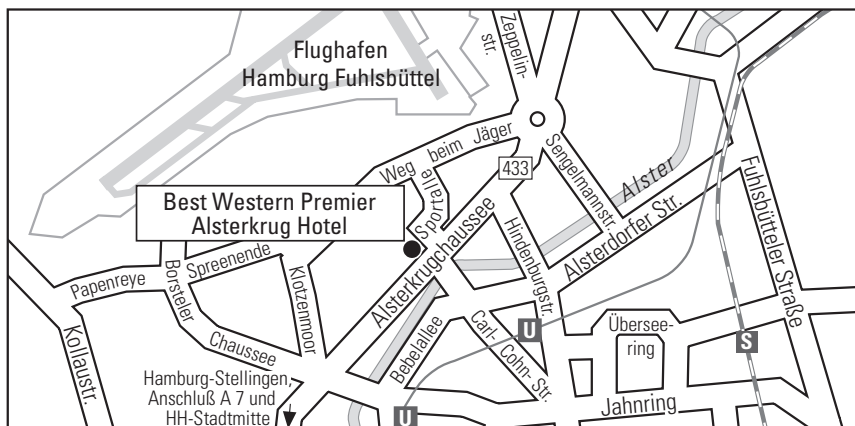 Flughafen
Hamburg Fuhlsbüttel
Zeppelin-
str.
Weg beim Jäger
433
Sengelmannstr.
Alster
Fuhlsbütteler Straße
Best Western Premier
Alsterkrug Hotel
Sportalle
Alsterkrugchaussee
Hindenburgstr.
Alsterdorfer Str.
Papenreye
Spreenende
Borsteler
Chaussee
Klotzenmoor
Kollaustr.
Bebelallee
Carl-
Cohn-
Str.
U
Übersee-
ring
S
Hamburg-Stellingen,
Anschluß A 7 und
HH-Stadtmitte
U
Jahnring